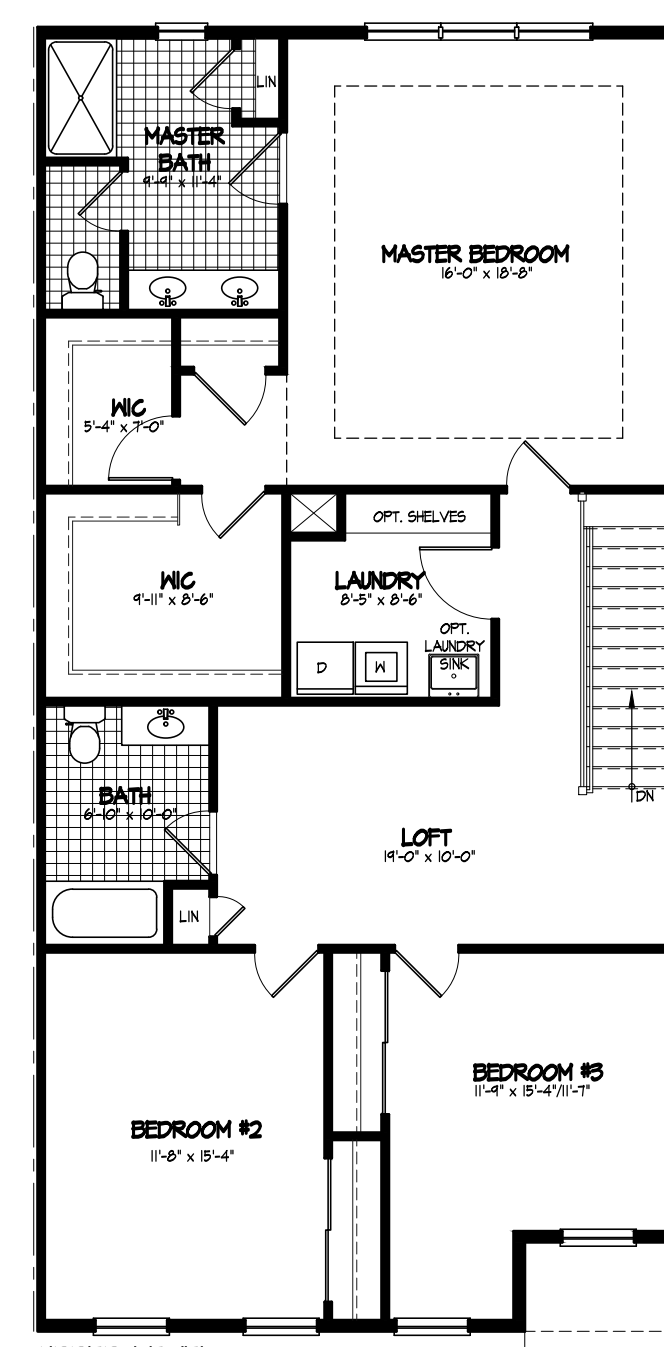 LIN
MASTER
BATH
9'-9" x 11'-4"
MASTER BEDROOM
16'-0" x 18'-8"
WIC
5'-4" x 7'-0"
OPT. SHELVES
WIC
9'-11" x 8'-6"
LAUNDRY
8'-5" x 8'-6"
OPT.
LAUNDRY
SINK
D
W
BATH
6'-10" x 10'-0"
DN
LOFT
19'-0" x 10'-0"
LIN
BEDROOM #3
11'-9" x 15'-4"/11'-7"
BEDROOM #2
11'-8" x 15'-4"